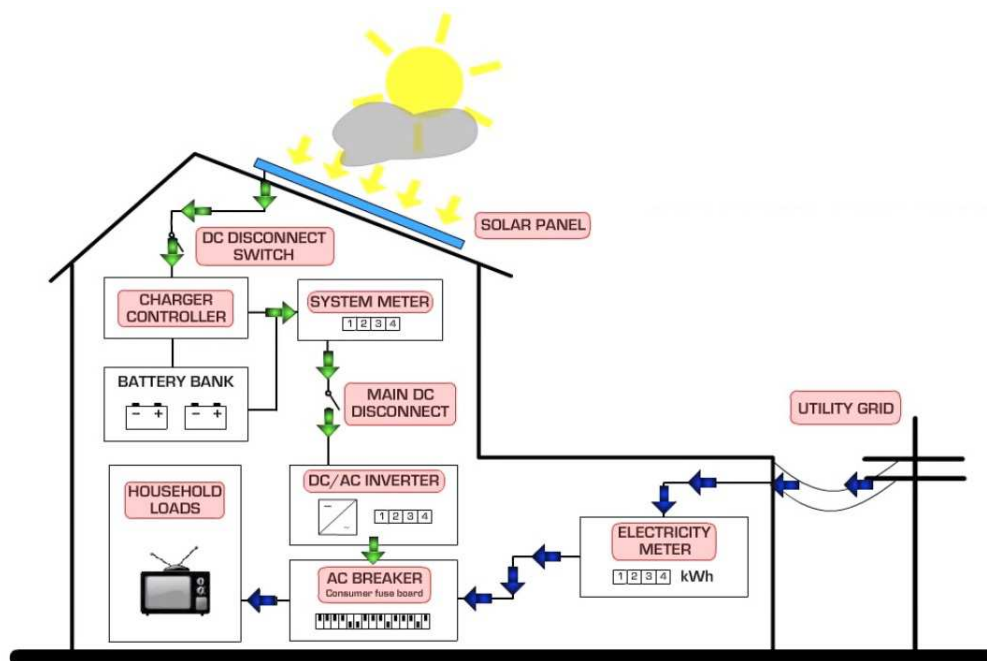 SOLAR PANEL
DC DISCONNECT
SWITCH
CHARGER
CONTROLLER
SYSTEM METER
1 2 3 4
BATTERY BANK
- + - +
MAIN DC
DISCONNECT
UTILITY GRID
HOUSEHOLD
LOADS
DC/AC INVERTER
1 2 3 4
ELECTRICITY
METER
1 2 3 4 kWh
AC BREAKER
Consumer fuse board